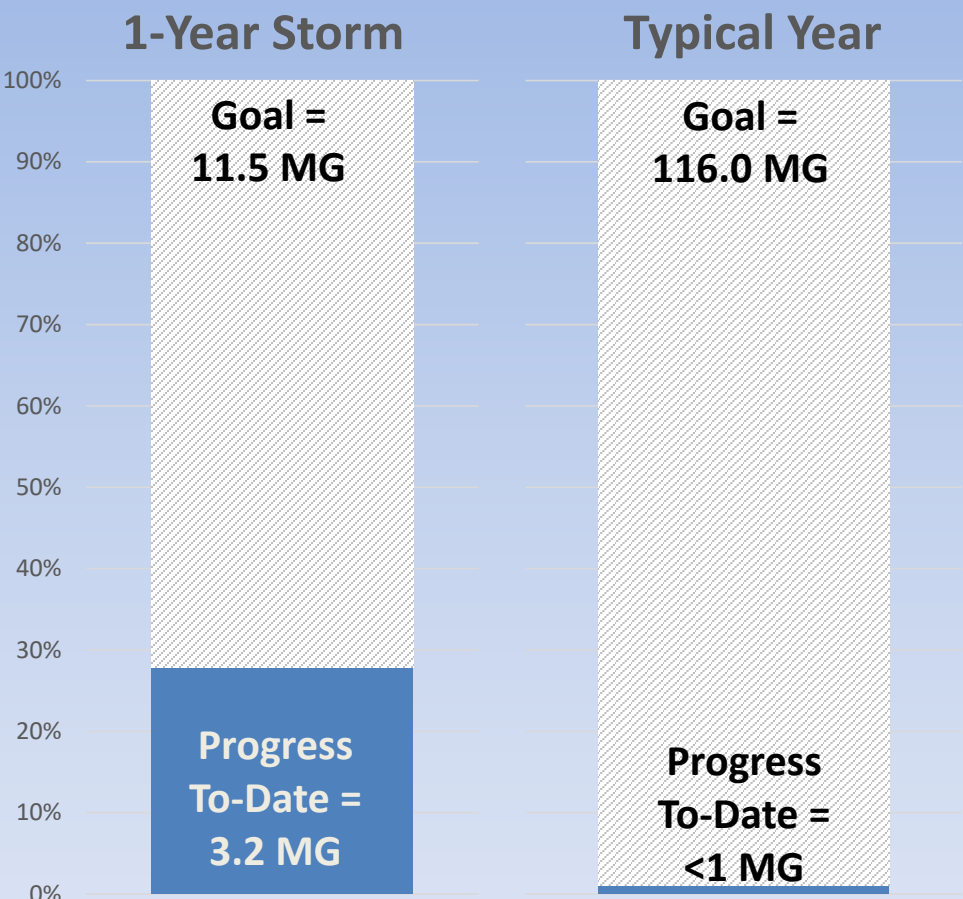 1-Year Storm
Typical Year
100%
90%
80%
70%
60%
50%
40%
30%
20%
10%
0%
Goal =
11.5 MG
Progress
To-Date =
3.2 MG
Goal =
116.0 MG
Progress
To-Date =
<1 MG